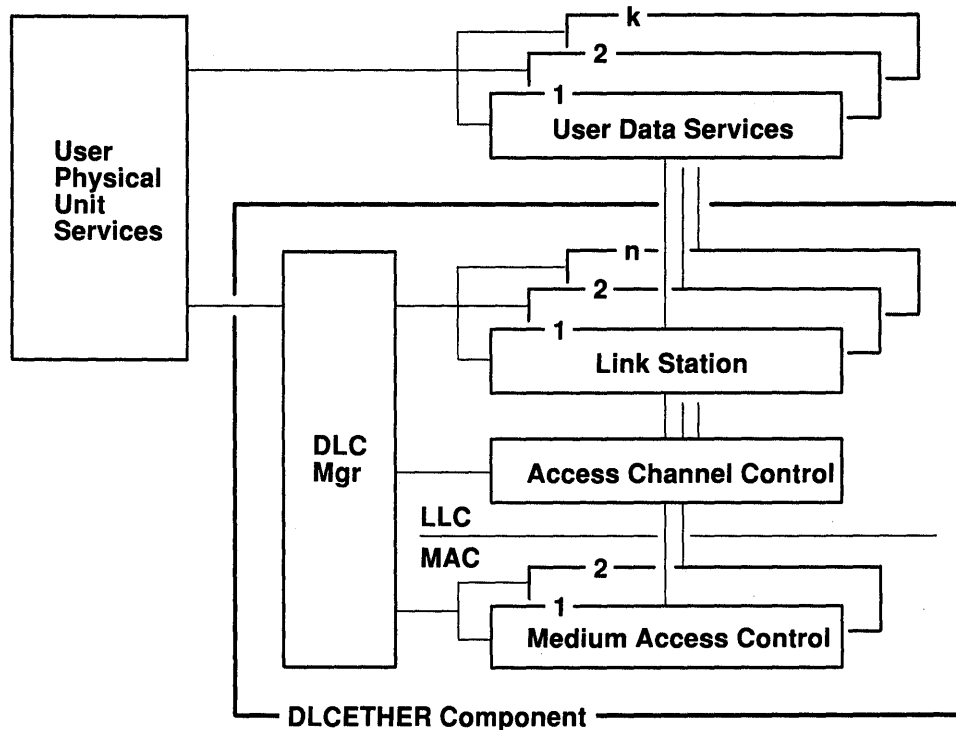 k
2
1
User Data Services
User
Physical
Unit
Services
n
2
1
Link Station
DLC
Mgr
Access Channel Control
LLC
MAC
2
1
Medium Access Control
DLCETHER Component